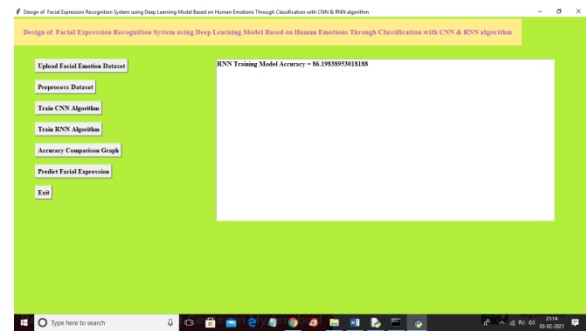 Design of Facial Expression Recognition System using Deep Learning Model Based on Human Emotions Through Classification with CNN & RNN algorithm
Design of Facial Expression Recognition System using Deep Learning Model Based on Human Emotions Through Classification with CNN & RNN algorithm
Upload Facial Emotion Dataset
RNN Training Model Accuracy = 86.19838953018188
Preprocess Dataset
Train CNN Algorithm
Train RNN Algorithm
Accuracy Comparison Graph
Predict Facial Expression
Exit
Type here to search
21:14
03-02-2021